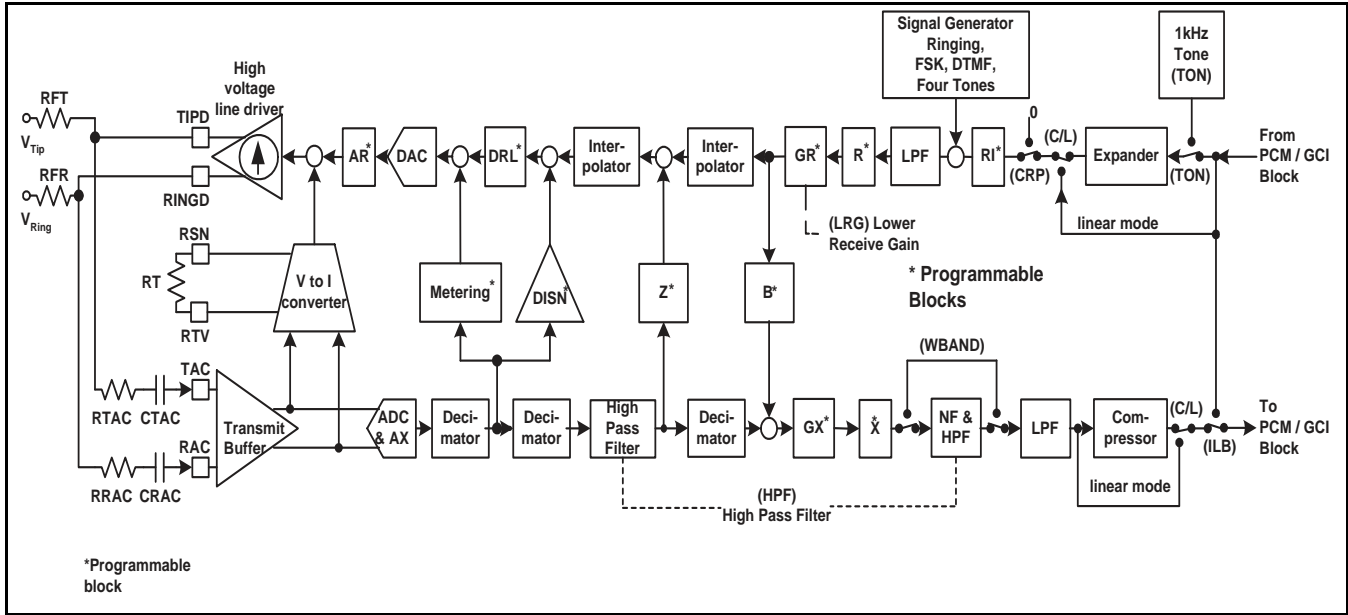 Signal Generator
Ringing,
FSK, DTMF,
Four Tones
1kHz
Tone
(TON)
High
voltage
line driver
RFT
TIPD
V Tip
RFR
RINGD
V Ring
AR*
DAC
DRL*
Inter-
polator
Inter-
polator
GR*
R*
LPF
RI*
0
(CRP)
(C/L)
Expander
(TON)
From
PCM / GCI
Block
linear mode
(LRG) Lower
Receive Gain
* Programmable
Blocks
RSN
RT
RTV
V to I
converter
Metering*
DISN*
Z*
B*
(WBAND)
TAC
RTAC CTAC
RAC
RRAC CRAC
Transmit
Buffer
ADC
& AX
Deci-
mator
Deci-
mator
High
Pass
Filter
Deci-
mator
GX*
X*
NF &
HPF
LPF
Com-
pressor
(C/L)
(ILB)
To
PCM / GCI
Block
linear mode
(HPF)
High Pass Filter
*Programmable
block